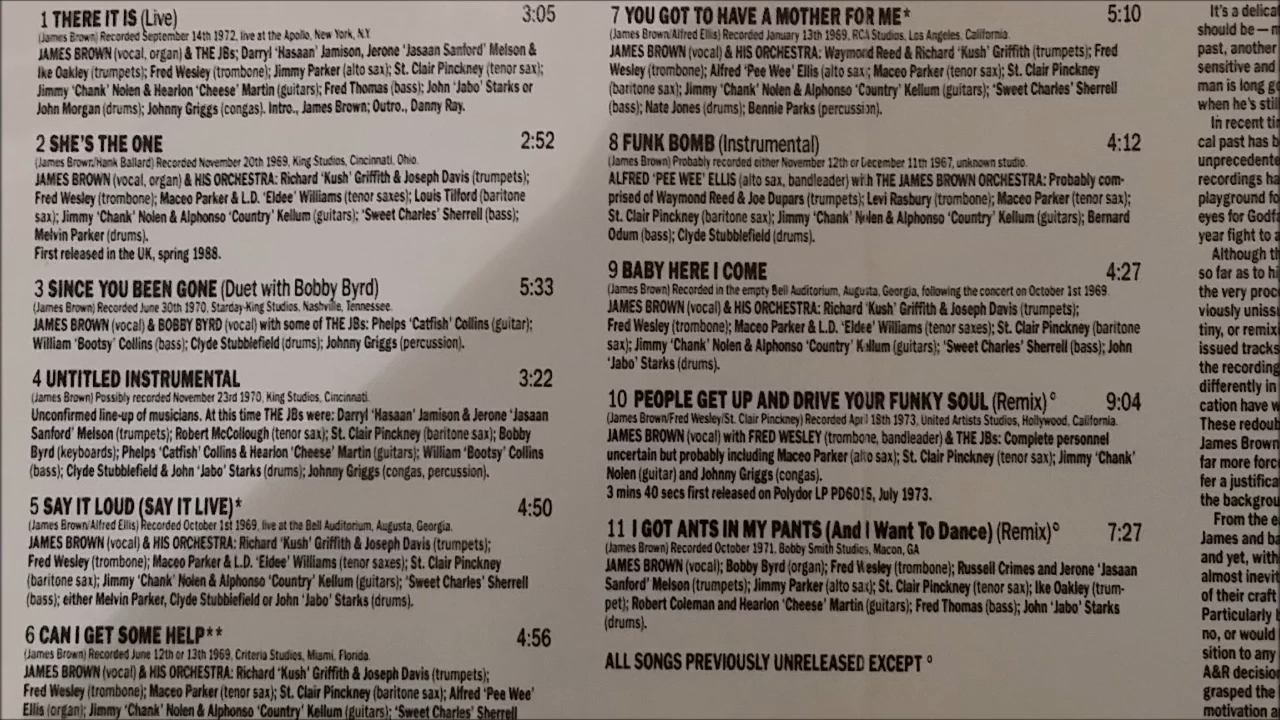 1 THERE IT IS (Live) 3:05
(James Brown) Recorded September 14th 1972, live at the Apollo, New York, N.Y.
JAMES BROWN (vocal, organ) & THE JBs; Darryl 'Hasaan' Jamison, Jerone 'Jasaan Sanford' Melson &
Ike Oakley (trumpets); Fred Wesley (trombone); Jimmy Parker (alto sax); St. Clair Pinckney (tenor sax);
Jimmy 'Chank' Nolen & Hearlon 'Cheese' Martin (guitars); Fred Thomas (bass); John 'Jabo' Starks or
John Morgan (drums); Johnny Griggs (congas). Intro., James Brown; Outro., Danny Ray.
2 SHE'S THE ONE 2:52
(James Brown/Hank Ballard) Recorded November 20th 1969, King Studios, Cincinnati, Ohio.
JAMES BROWN (vocal, organ) & HIS ORCHESTRA: Richard 'Kush' Griffith & Joseph Davis (trumpets);
Fred Wesley (trombone); Maceo Parker & L.D. 'Eldee' Williams (tenor saxes); Louis Tilford (baritone
sax); Jimmy 'Chank' Nolen & Alphonso 'Country' Kellum (guitars); 'Sweet Charles' Sherrell (bass);
Melvin Parker (drums).
First released in the UK, spring 1988.
3 SINCE YOU BEEN GONE (Duet with Bobby Byrd) 5:33
(James Brown) Recorded June 30th 1970, Starday-King Studios, Nashville, Tennessee.
JAMES BROWN (vocal) & BOBBY BYRD (vocal) with some of THE JBs: Phelps 'Catfish' Collins (guitar);
William 'Bootsy' Collins (bass); Clyde Stubblefield (drums); Johnny Griggs (percussion).
4 UNTITLED INSTRUMENTAL 3:22
(James Brown) Possibly recorded November 23rd 1970, King Studios, Cincinnati.
Unconfirmed line-up of musicians. At this time THE JBs were: Darryl 'Hasaan' Jamison & Jerone 'Jasaan
Sanford' Melson (trumpets); Robert McCollough (tenor sax); St. Clair Pinckney (baritone sax); Bobby
Byrd (keyboards); Phelps 'Catfish' Collins & Hearlon 'Cheese' Martin (guitars); William 'Bootsy' Collins
(bass); Clyde Stubblefield & John 'Jabo' Starks (drums); Johnny Griggs (congas, percussion).
5 SAY IT LOUD (SAY IT LIVE)* 4:50
(James Brown/Alfred Ellis) Recorded October 1st 1969, live at the Bell Auditorium, Augusta, Georgia.
JAMES BROWN (vocal) & HIS ORCHESTRA: Richard 'Kush' Griffith & Joseph Davis (trumpets);
Fred Wesley (trombone); Maceo Parker & L.D. 'Eldee' Williams (tenor saxes); St. Clair Pinckney
(baritone sax); Jimmy 'Chank' Nolen & Alphonso 'Country' Kellum (guitars); 'Sweet Charles' Sherrell
(bass); either Melvin Parker, Clyde Stubblefield or John 'Jabo' Starks (drums).
6 CAN I GET SOME HELP** 4:56
(James Brown) Recorded June 12th or 13th 1969, Criteria Studios, Miami, Florida.
JAMES BROWN (vocal) & HIS ORCHESTRA: Richard 'Kush' Griffith & Joseph Davis (trumpets);
Fred Wesley (trombone); Maceo Parker (tenor sax); St. Clair Pinckney (baritone sax); Alfred 'Pee Wee'
Ellis (organ); Jimmy 'Chank' Nolen & Alphonso 'Country' Kellum (guitars); 'Sweet Charles' Sherrell
7 YOU GOT TO HAVE A MOTHER FOR ME* 5:10
(James Brown/Alfred Ellis) Recorded January 13th 1969, RCA Studios, Los Angeles, California.
JAMES BROWN (vocal) & HIS ORCHESTRA: Waymond Reed & Richard 'Kush' Griffith (trumpets); Fred
Wesley (trombone); Alfred 'Pee Wee' Ellis (alto sax; Maceo Parker (tenor sax); St. Clair Pinckney
(baritone sax); Jimmy 'Chank' Nolen & Alphonso 'Country' Kellum (guitars); 'Sweet Charles' Sherrell
(bass); Nate Jones (drums); Bennie Parks (percussion).
8 FUNK BOMB (Instrumental) 4:12
(James Brown) Probably recorded either November 12th or December 11th 1967, unknown studio.
ALFRED 'PEE WEE' ELLIS (alto sax, bandleader) with THE JAMES BROWN ORCHESTRA: Probably com-
prised of Waymond Reed & Joe Dupars (trumpets); Levi Rasbury (trombone); Maceo Parker (tenor sax);
St. Clair Pinckney (baritone sax); Jimmy 'Chank' Nolen & Alphonso 'Country' Kellum (guitars); Bernard
Odum (bass); Clyde Stubblefield (drums).
9 BABY HERE I COME 4:27
(James Brown) Recorded in the empty Bell Auditorium, Augusta, Georgia, following the concert on October 1st 1969.
JAMES BROWN (vocal) & HIS ORCHESTRA: Richard 'Kush' Griffith & Joseph Davis (trumpets);
Fred Wesley (trombone); Maceo Parker & L.D. 'Eldee' Williams (tenor saxes); St. Clair Pinckney (baritone
sax); Jimmy 'Chank' Nolen & Alphonso 'Country' Kellum (guitars); 'Sweet Charles' Sherrell (bass); John
'Jabo' Starks (drums).
10 PEOPLE GET UP AND DRIVE YOUR FUNKY SOUL (Remix)° 9:04
(James Brown/Fred Wesley/St. Clair Pinckney) Recorded April 18th 1973, United Artists Studios, Hollywood, California.
JAMES BROWN (vocal) with FRED WESLEY (trombone, bandleader) & THE JBs: Complete personnel
uncertain but probably including Maceo Parker (alto sax); St. Clair Pinckney (tenor sax); Jimmy 'Chank'
Nolen (guitar) and Johnny Griggs (congas).
3 mins 40 secs first released on Polydor LP PD6015, July 1973.
11 I GOT ANTS IN MY PANTS (And I Want To Dance) (Remix)° 7:27
(James Brown) Recorded October 1971, Bobby Smith Studios, Macon, GA
JAMES BROWN (vocal); Bobby Byrd (organ); Fred Wesley (trombone); Russell Crimes and Jerone 'Jasaan
Sanford' Melson (trumpets); Jimmy Parker (alto sax); St. Clair Pinckney (tenor sax); Ike Oakley (trum-
pet); Robert Coleman and Hearlon 'Cheese' Martin (guitars); Fred Thomas (bass); John 'Jabo' Starks
(drums).
ALL SONGS PREVIOUSLY UNRELEASED EXCEPT °
It's a delica
should be —
past, another
sensitive and
man is long g
when he's stil
In recent ti
cal past has b
unprecedente
recordings ha
playground fo
eyes for Godf
year fight to a
Although th
so far as to hi
the very proc
viously uniss
tiny, or remix
issued tracks
the recording
differently in
cation have w
These redoub
James Brown
far more forc
fer a justifica
the backgrou
From the e
James and ba
and yet, with
almost inevit
of their craft
Particularly
no, or would
sition to any
A&R decisio
grasped the
motivation a